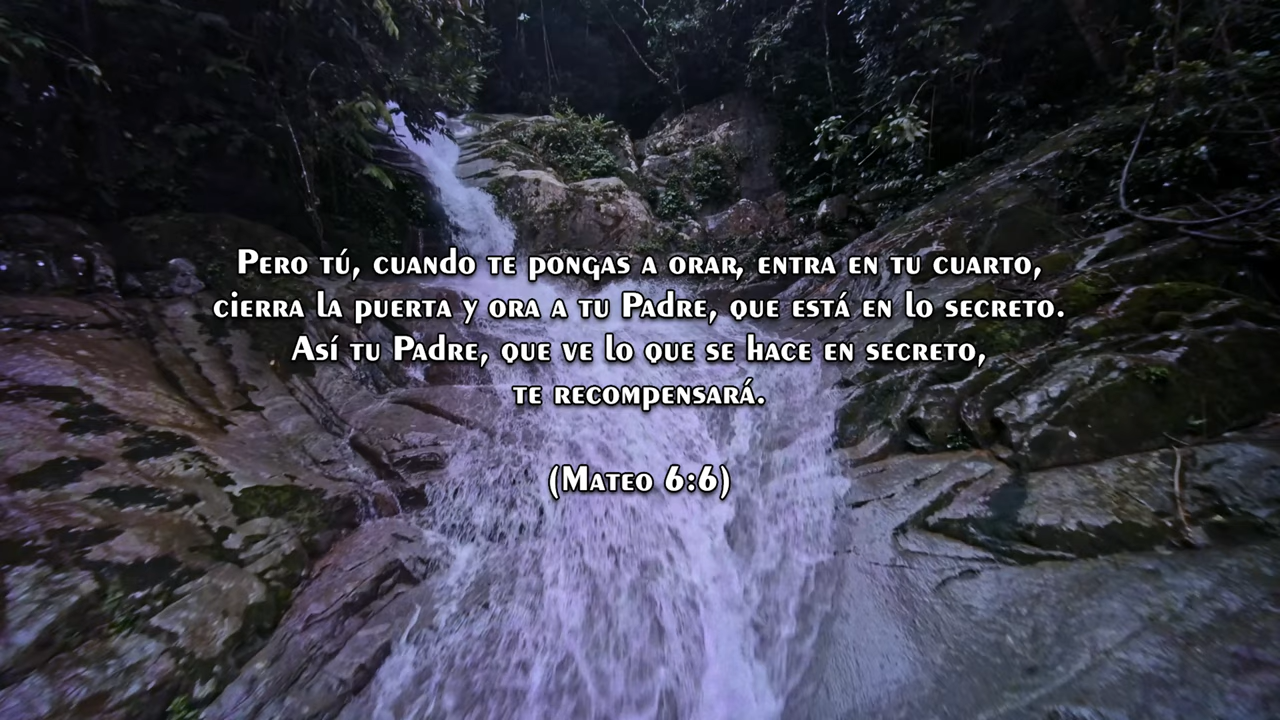 Pero tú, cuando te pongas a orar, entra en tu cuarto,
cierra la puerta y ora a tu Padre, que está en lo secreto.
Así tu Padre, que ve lo que se hace en secreto,
te recompensará.
(Mateo 6:6)